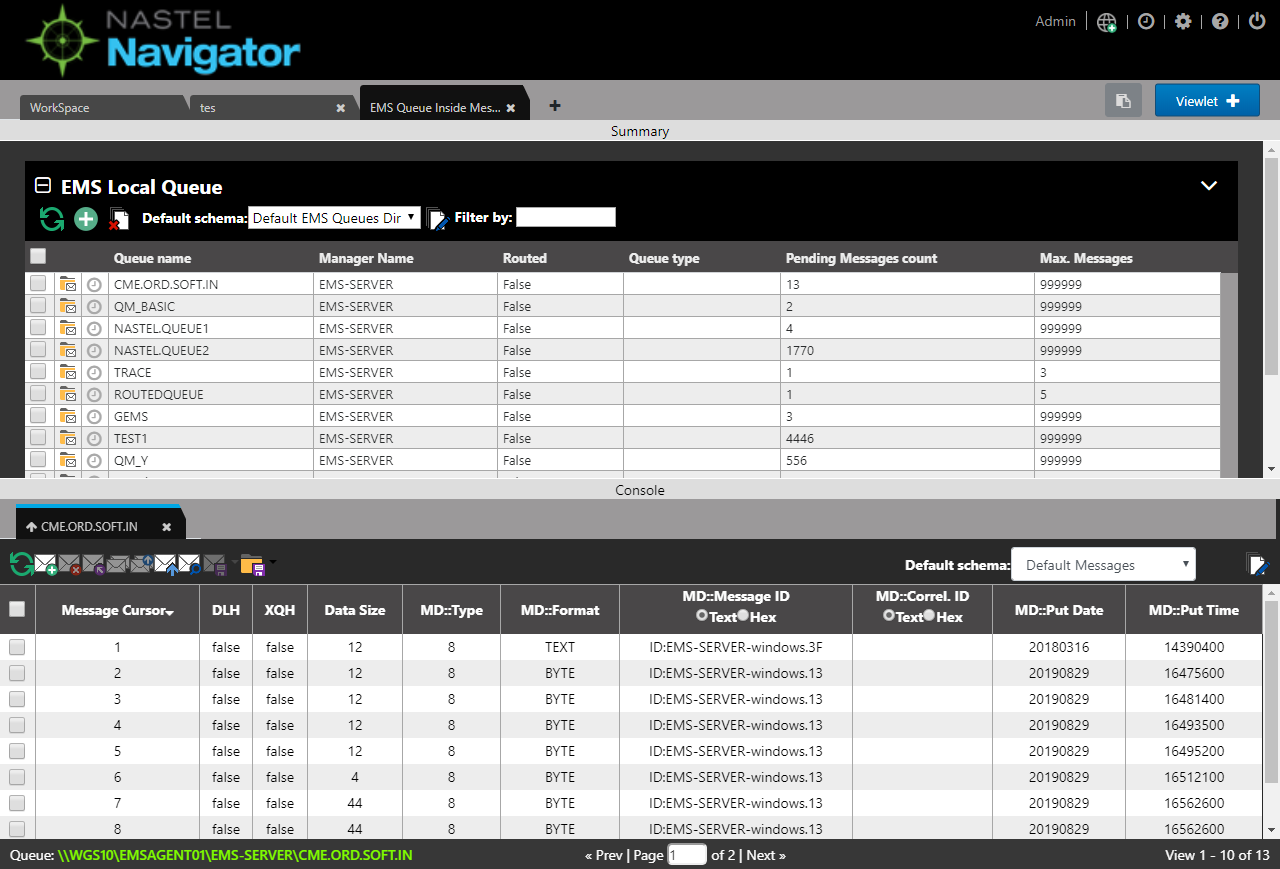 NASTEL
Navigator
Admin
WorkSpace
tes
EMS Queue Inside Mes...
Viewlet
Summary
EMS Local Queue
Default schema: Default EMS Queues Dir Filter by:
Queue name Manager Name Routed Queue type Pending Messages count Max. Messages
CME.ORD.SOFT.IN EMS-SERVER False 13 999999
QM_BASIC EMS-SERVER False 2 999999
NASTEL.QUEUE1 EMS-SERVER False 4 999999
NASTEL.QUEUE2 EMS-SERVER False 1770 999999
TRACE EMS-SERVER False 1 3
ROUTEDQUEUE EMS-SERVER False 1 5
GEMS EMS-SERVER False 3 999999
TEST1 EMS-SERVER False 4446 999999
QM_Y EMS-SERVER False 556 999999
Console
CME.ORD.SOFT.IN
Default schema: Default Messages
Message Cursor DLH XQH Data Size MD::Type MD::Format MD::Message ID Text Hex MD::Correl. ID Text Hex MD::Put Date MD::Put Time
1 false false 12 8 TEXT ID:EMS-SERVER-windows.3F 20180316 14390400
2 false false 12 8 BYTE ID:EMS-SERVER-windows.13 20190829 16475600
3 false false 12 8 BYTE ID:EMS-SERVER-windows.13 20190829 16481400
4 false false 12 8 BYTE ID:EMS-SERVER-windows.13 20190829 16493500
5 false false 12 8 BYTE ID:EMS-SERVER-windows.13 20190829 16495200
6 false false 4 8 BYTE ID:EMS-SERVER-windows.13 20190829 16512100
7 false false 44 8 BYTE ID:EMS-SERVER-windows.13 20190829 16562600
8 false false 44 8 BYTE ID:EMS-SERVER-windows.13 20190829 16562600
Queue: \\WGS10\EMSAGENT01\EMS-SERVER\CME.ORD.SOFT.IN « Prev | Page 1 of 2 | Next » View 1 - 10 of 13